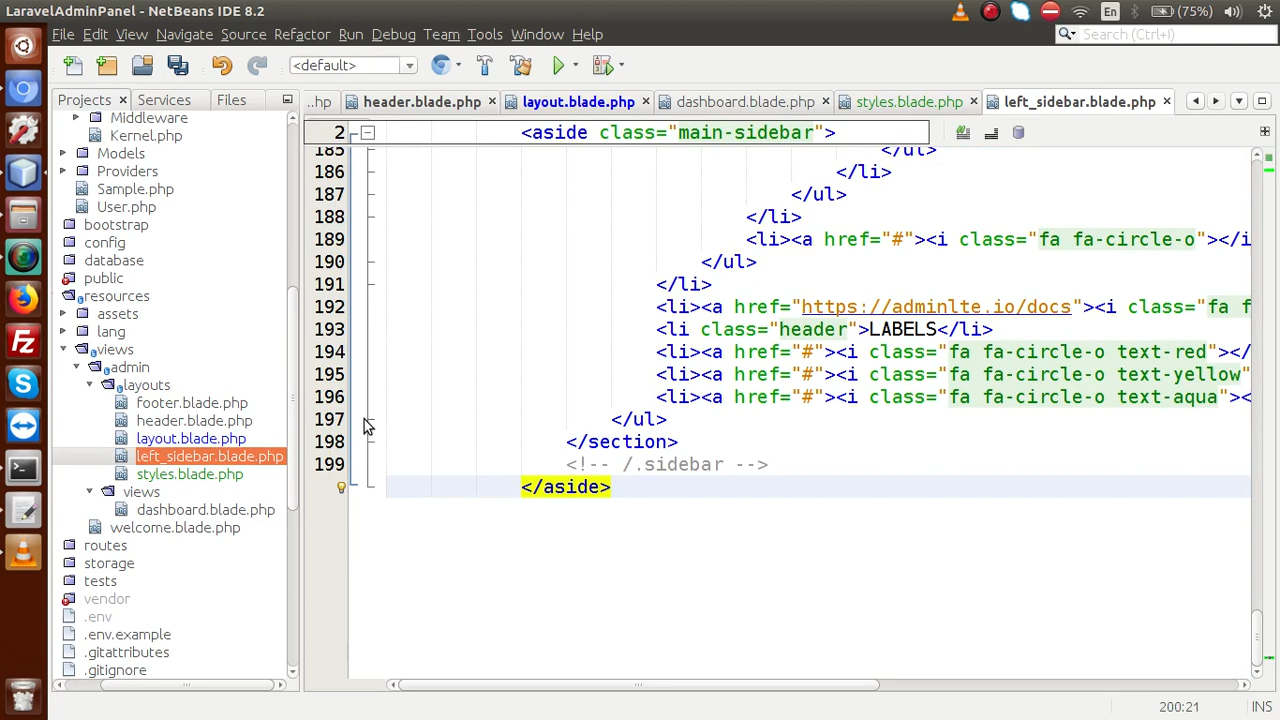 LaravelAdminPanel - NetBeans IDE 8.2
En
(75%)
File Edit View Navigate Source Refactor Run Debug Team Tools Window Help
Search (Ctrl+I)
<default>
Projects Services Files
..hp header.blade.php layout.blade.php dashboard.blade.php styles.blade.php left_sidebar.blade.php
Middleware
Kernel.php
Models
Providers
Sample.php
User.php
bootstrap
config
database
public
resources
assets
lang
views
admin
layouts
footer.blade.php
header.blade.php
layout.blade.php
left_sidebar.blade.php
styles.blade.php
views
dashboard.blade.php
welcome.blade.php
routes
storage
tests
vendor
.env
.env.example
.gitattributes
.gitignore
2 <aside class="main-sidebar">
185 </ul>
186 </li>
187 </ul>
188 </li>
189 <li><a href="#"><i class="fa fa-circle-o"></i
190 </ul>
191 </li>
192 <li><a href="https://adminlte.io/docs"><i class="fa f
193 <li class="header">LABELS</li>
194 <li><a href="#"><i class="fa fa-circle-o text-red"></
195 <li><a href="#"><i class="fa fa-circle-o text-yellow"
196 <li><a href="#"><i class="fa fa-circle-o text-aqua"><
197 </ul>
198 </section>
199 <!-- /.sidebar -->
</aside>
200:21 INS